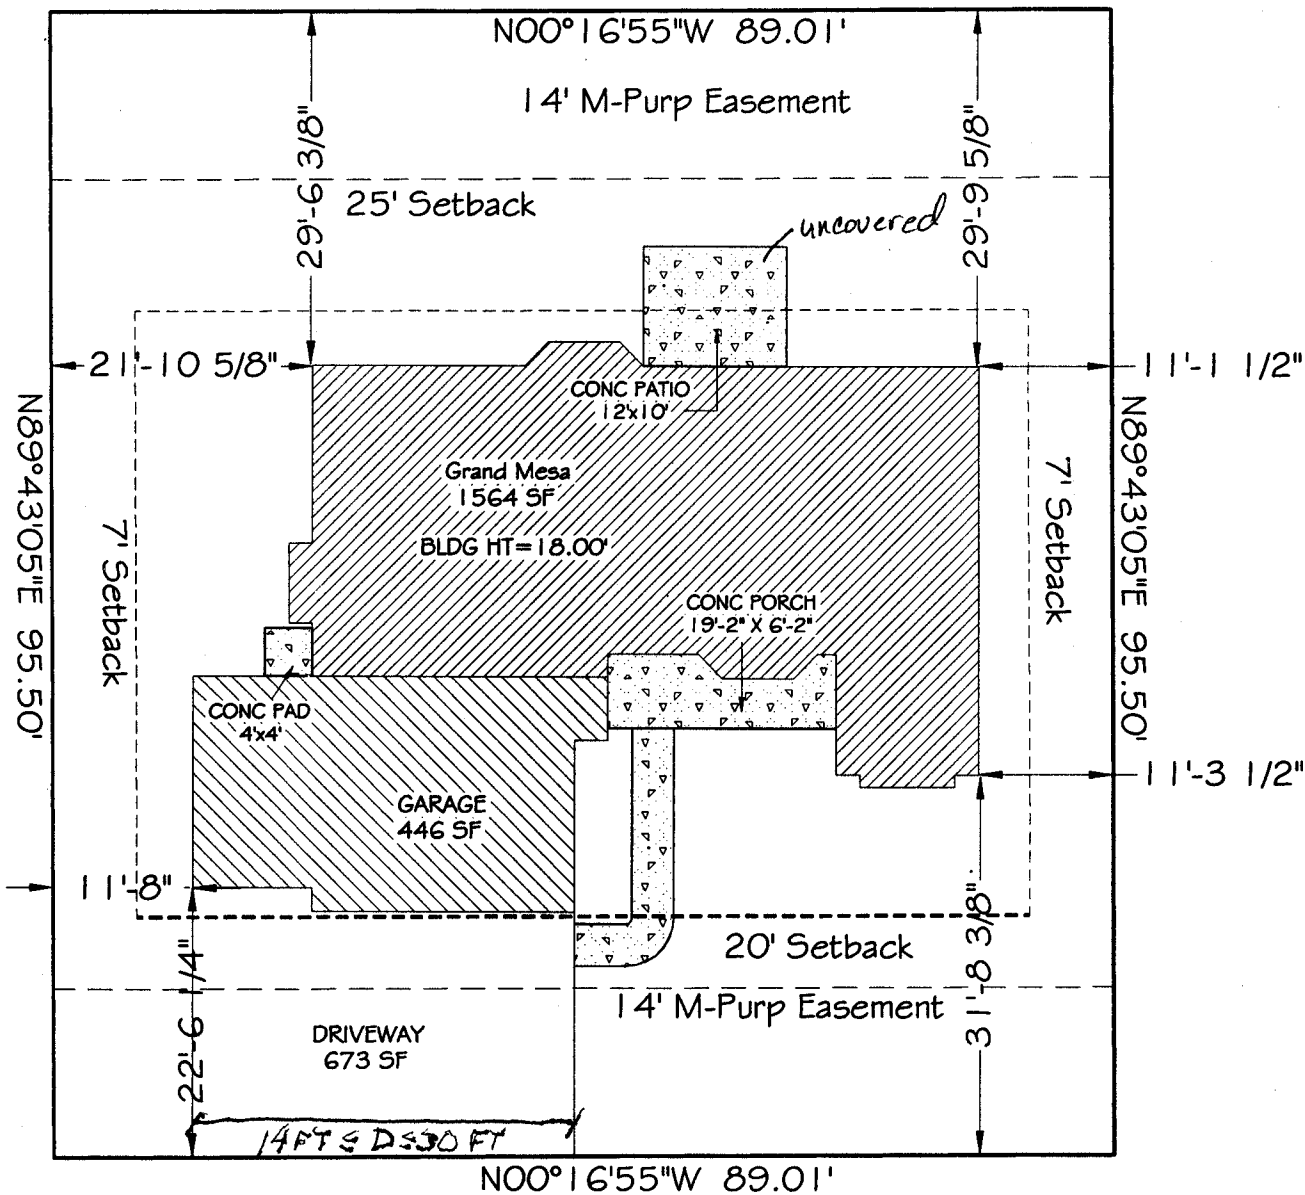 N00°16'55"W 89.01'
14' M-Purp Easement
29'-6 3/8"
29'-9 5/8"
25' Setback
uncovered
21'-10 5/8"
11'-1 1/2"
CONC PATIO
12'x10'
N89°43'05"E 95.50'
N89°43'05"E 95.50'
Grand Mesa
1564 SF
BLDG HT=18.00'
7' Setback
7' Setback
CONC PORCH
19'-2" X 6'-2"
CONC PAD
4'x4'
11'-3 1/2"
GARAGE
446 SF
11'-8"
20' Setback
22'-6 1/4"
31'-8 3/8"
14' M-Purp Easement
DRIVEWAY
673 SF
14FT ≤ D ≤ 30 FT
N00°16'55"W 89.01'